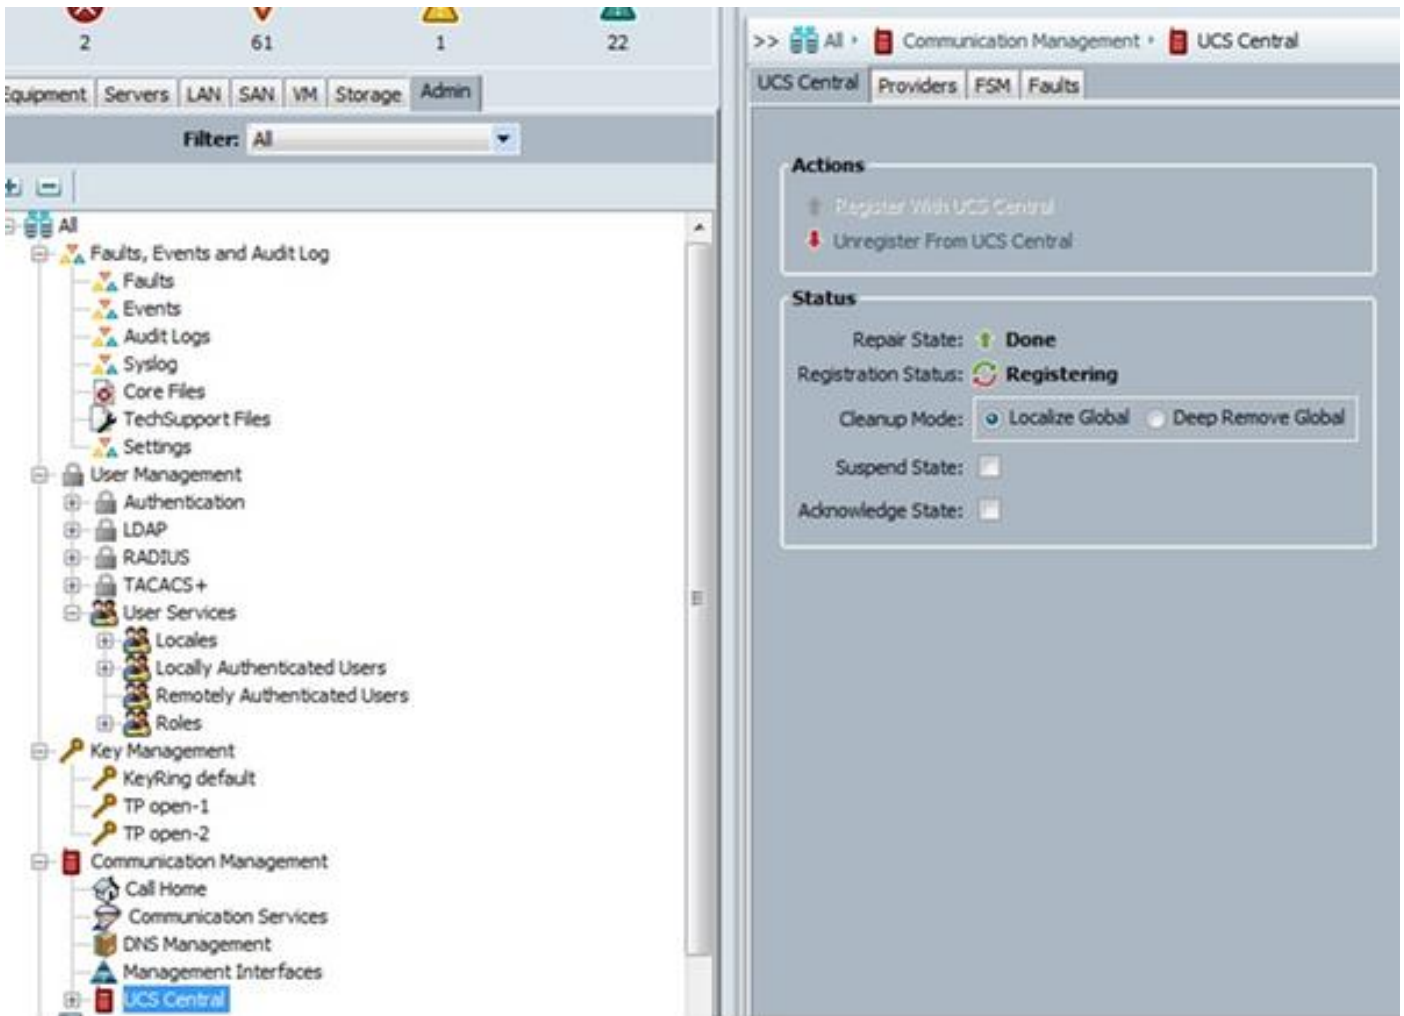 2 61 1 22
Equipment Servers LAN SAN VM Storage Admin
Filter: All
All
Faults, Events and Audit Log
Faults
Events
Audit Logs
Syslog
Core Files
TechSupport Files
Settings
User Management
Authentication
LDAP
RADIUS
TACACS+
User Services
Locales
Locally Authenticated Users
Remotely Authenticated Users
Roles
Key Management
KeyRing default
TP open-1
TP open-2
Communication Management
Call Home
Communication Services
DNS Management
Management Interfaces
UCS Central
>> All Communication Management UCS Central
UCS Central Providers FSM Faults
Actions
Register With UCS Central
Unregister From UCS Central
Status
Repair State: Done
Registration Status: Registering
Cleanup Mode: Localize Global Deep Remove Global
Suspend State:
Acknowledge State: